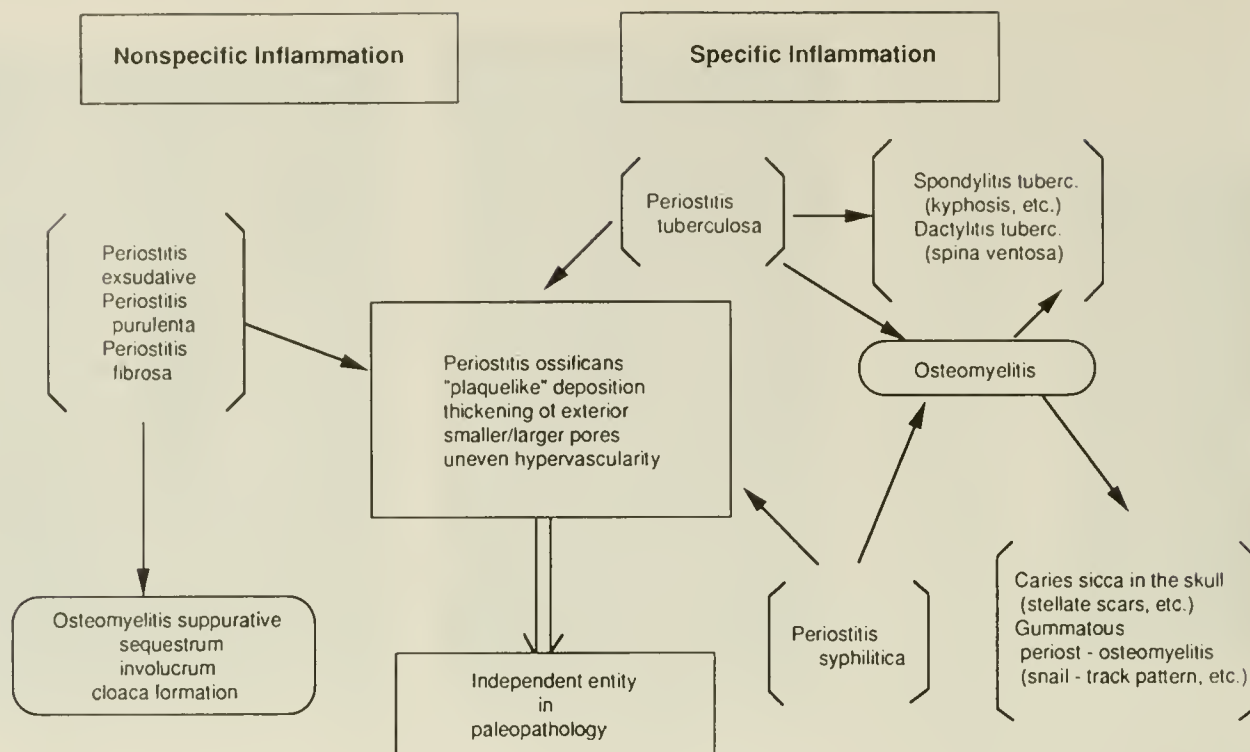 Nonspecific Inflammation
Specific Inflammation
Periostitis
tuberculosa
Spondylitis tuberc.
(kyphosis, etc.)
Dactylitis tuberc.
(spina ventosa)
Periostitis
exsudative
Periostitis
purulenta
Periostitis
fibrosa
Periostitis ossificans
"plaquelike" deposition
thickening of exterior
smaller/larger pores
uneven hypervascularity
Osteomyelitis
Osteomyelitis suppurative
sequestrum
involucrum
cloaca formation
Periostitis
syphilitica
Caries sicca in the skull
(stellate scars, etc.)
Gummatous
periost - osteomyelitis
(snail - track pattern, etc.)
Independent entity
in
paleopathology